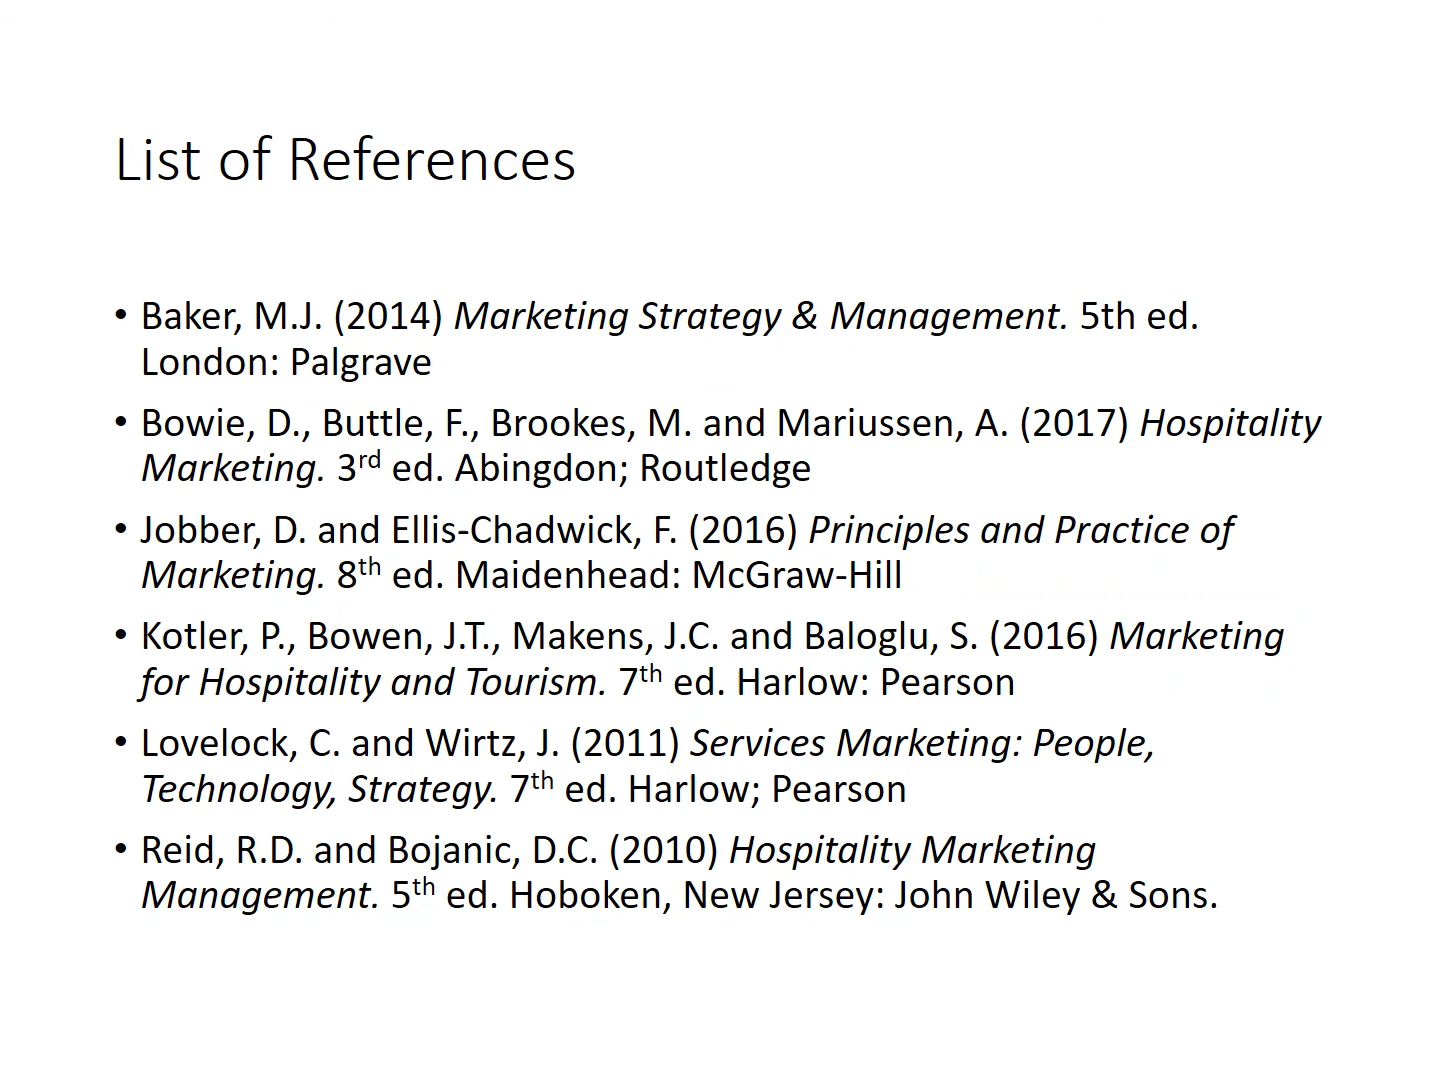 List of References
• Baker, M.J. (2014) Marketing Strategy & Management. 5th ed.
London: Palgrave
• Bowie, D., Buttle, F., Brookes, M. and Mariussen, A. (2017) Hospitality
Marketing. 3rd ed. Abingdon; Routledge
• Jobber, D. and Ellis-Chadwick, F. (2016) Principles and Practice of
Marketing. 8th ed. Maidenhead: McGraw-Hill
• Kotler, P., Bowen, J.T., Makens, J.C. and Baloglu, S. (2016) Marketing
for Hospitality and Tourism. 7th ed. Harlow: Pearson
• Lovelock, C. and Wirtz, J. (2011) Services Marketing: People,
Technology, Strategy. 7th ed. Harlow; Pearson
• Reid, R.D. and Bojanic, D.C. (2010) Hospitality Marketing
Management. 5th ed. Hoboken, New Jersey: John Wiley & Sons.